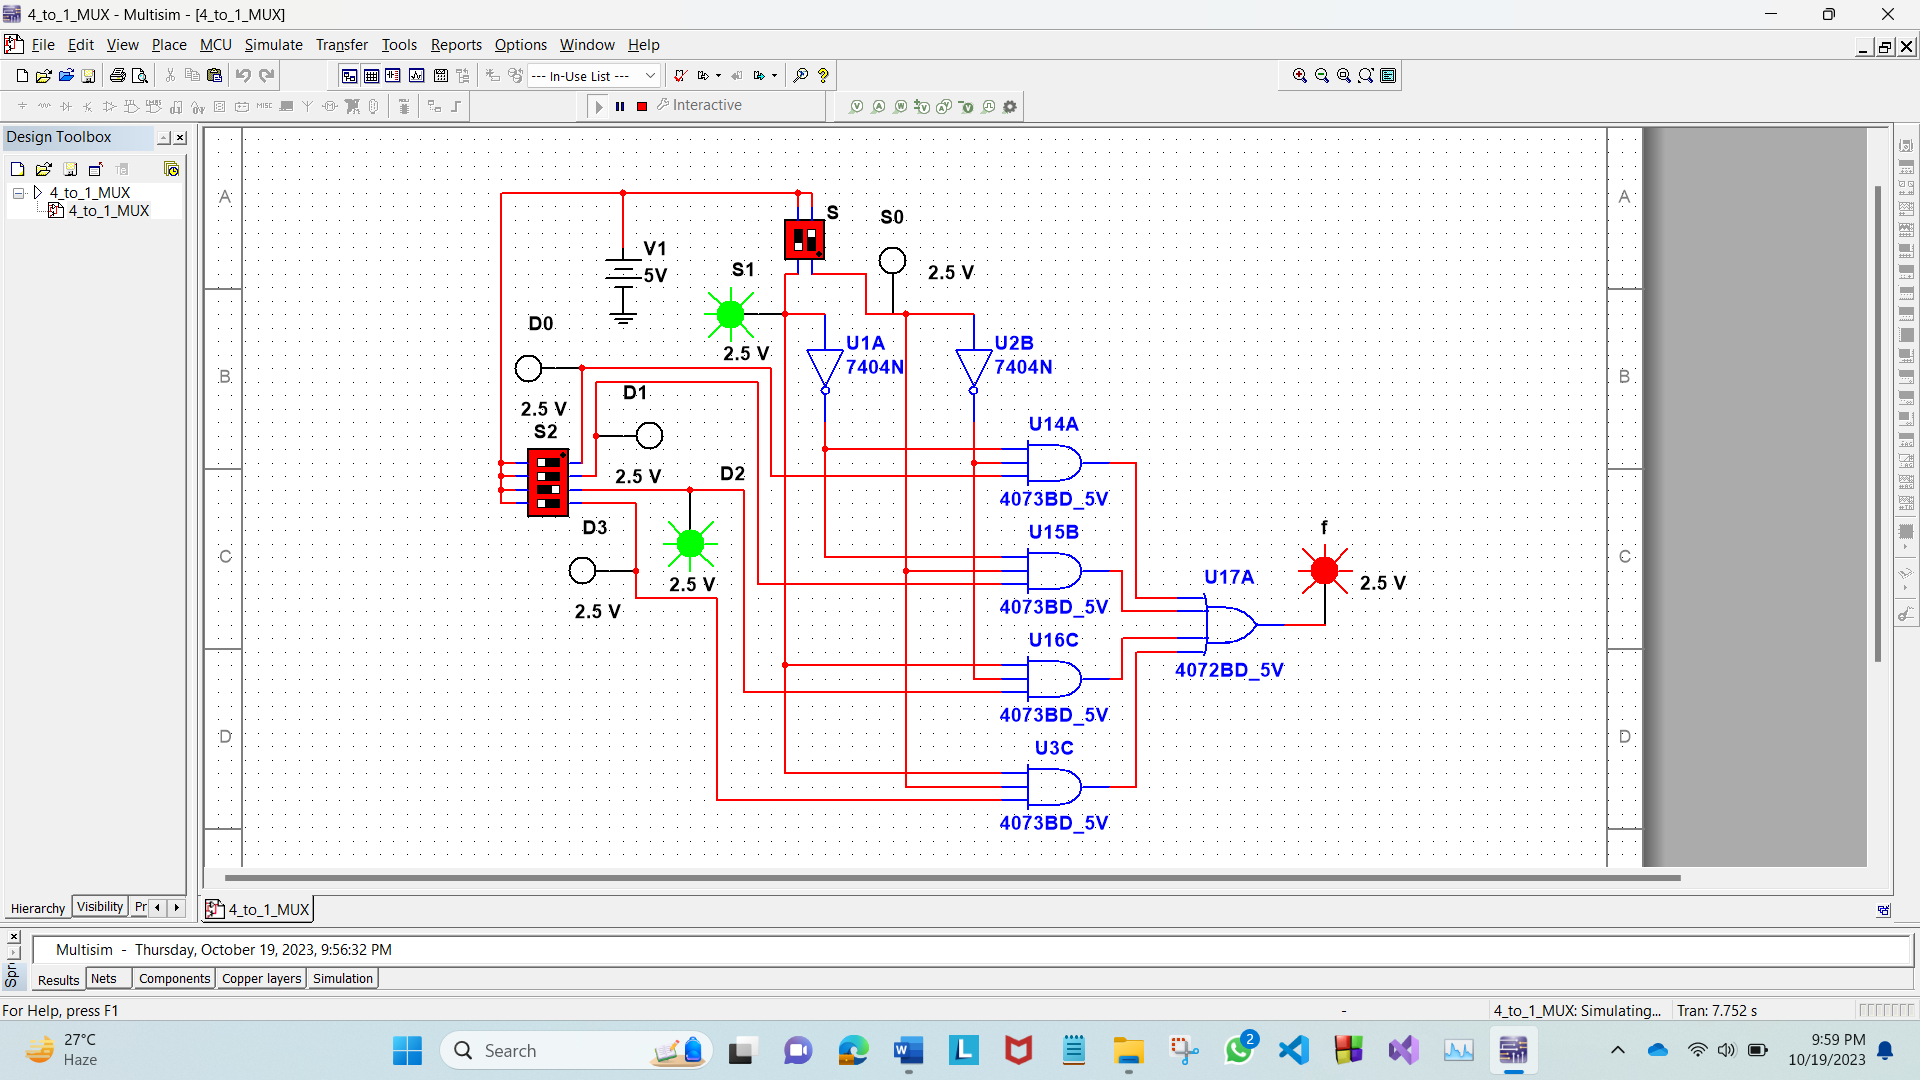 4_to_1_MUX - Multisim - [4_to_1_MUX]
File Edit View Place MCU Simulate Transfer Tools Reports Options Window Help
--- In-Use List ---
Interactive
Design Toolbox
4_to_1_MUX
4_to_1_MUX
A
A
S
S0
V1
5V
S1
2.5 V
D0
2.5 V
U1A
7404N
U2B
7404N
B
B
D1
2.5 V
S2
U14A
2.5 V
D2
4073BD_5V
D3
U15B
f
C
C
U17A
2.5 V
2.5 V
2.5 V
4073BD_5V
U16C
4072BD_5V
4073BD_5V
D
D
U3C
4073BD_5V
Hierarchy Visibility Pr
4_to_1_MUX
Multisim - Thursday, October 19, 2023, 9:56:32 PM
Spr
Results Nets Components Copper layers Simulation
For Help, press F1
-
4_to_1_MUX: Simulating... Tran: 7.752 s
27°C
Haze
Search
2
9:59 PM
10/19/2023